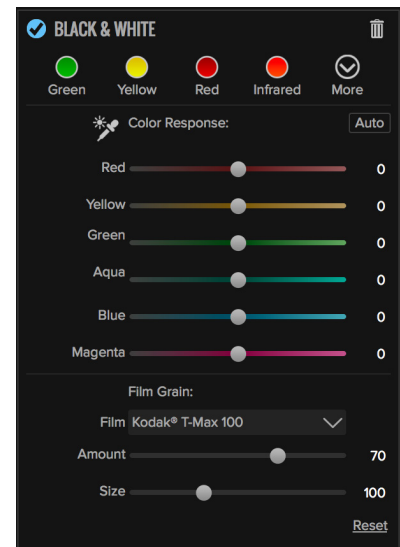 BLACK & WHITE
Green Yellow Red Infrared More
Color Response: Auto
Red 0
Yellow 0
Green 0
Aqua 0
Blue 0
Magenta 0
Film Grain:
Film Kodak® T-Max 100
Amount 70
Size 100
Reset